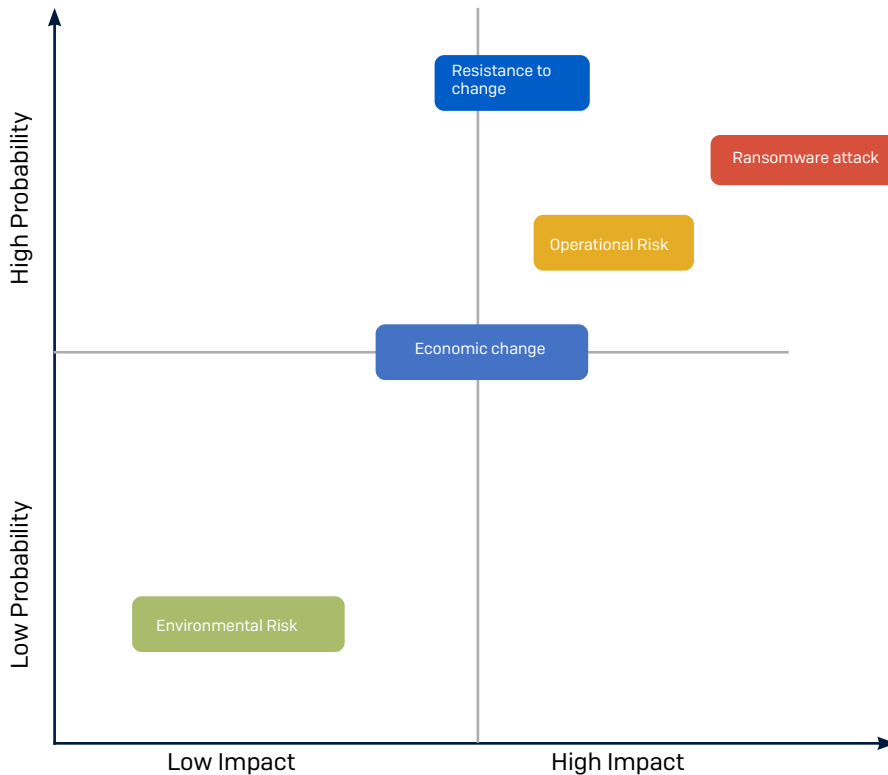 Resistance to
change
Ransomware attack
High Probability
Operational Risk
Economic change
Low Probability
Environmental Risk
Low Impact
High Impact